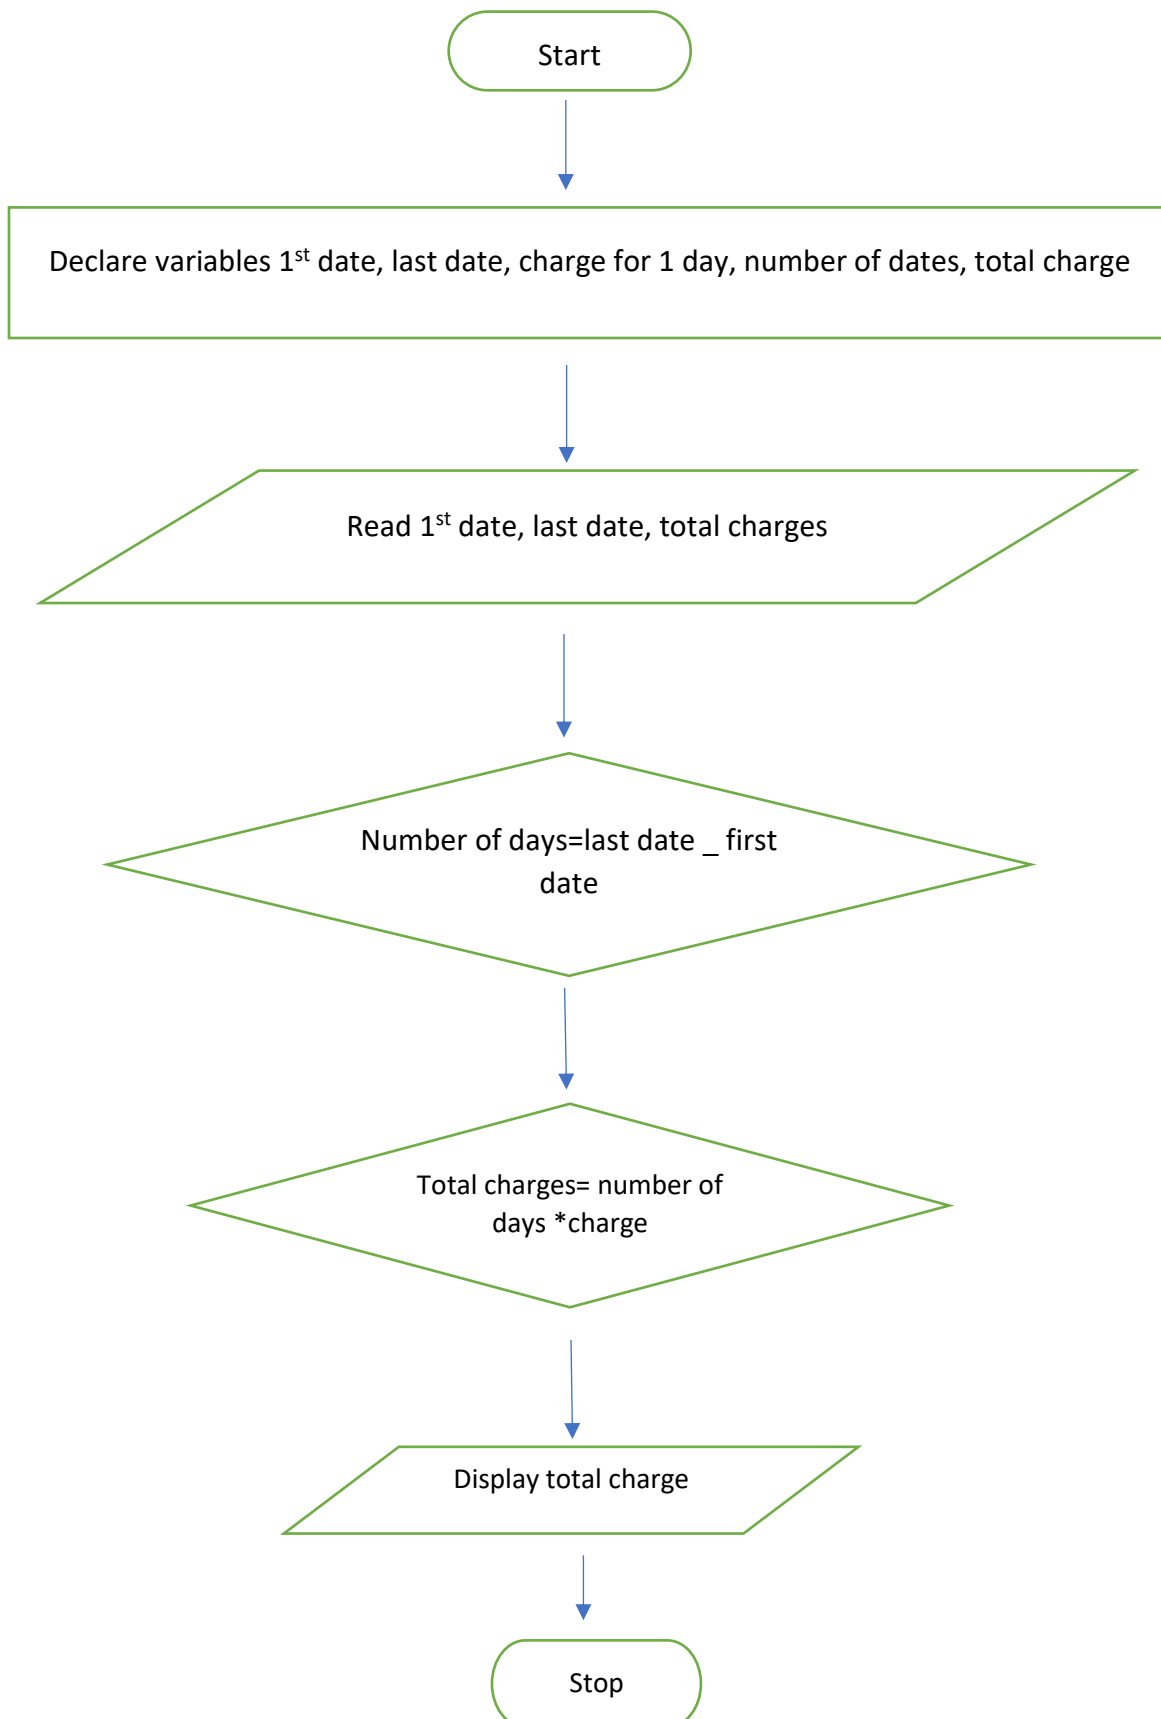 Start
Declare variables 1st date, last date, charge for 1 day, number of dates, total charge
Read 1st date, last date, total charges
Number of days=last date _ first
date
Total charges= number of
days *charge
Display total charge
Stop